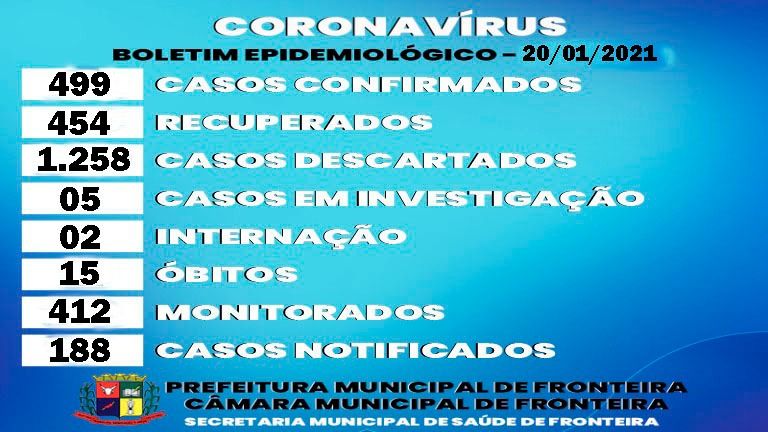 CORONAVÍRUS
BOLETIM EPIDEMIOLÓGICO – 20/01/2021
499 CASOS CONFIRMADOS
454 RECUPERADOS
1.258 CASOS DESCARTADOS
05 CASOS EM INVESTIGAÇÃO
02 INTERNAÇÃO
15 ÓBITOS
412 MONITORADOS
188 CASOS NOTIFICADOS
PREFEITURA MUNICIPAL DE FRONTEIRA
CÂMARA MUNICIPAL DE FRONTEIRA
SECRETARIA MUNICIPAL DE SAÚDE DE FRONTEIRA